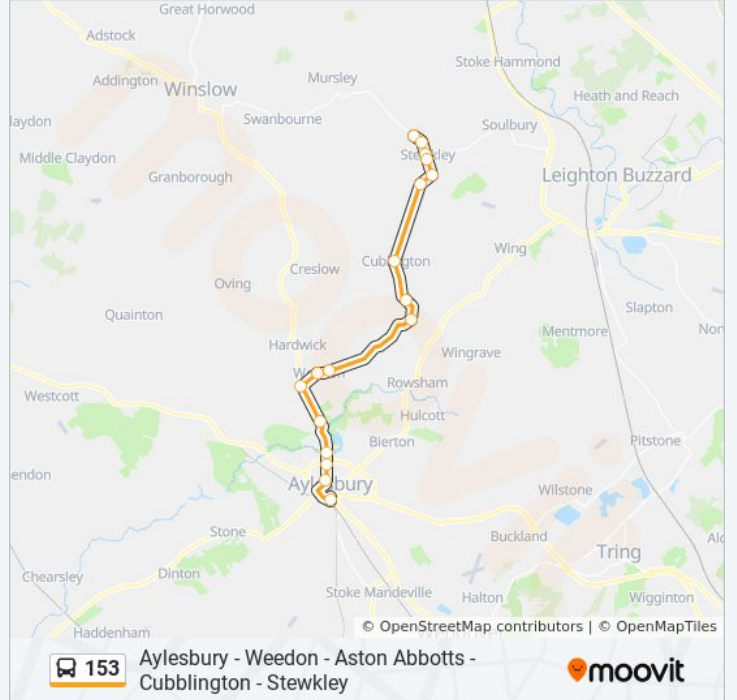 Great Horwood
Adstock
Stoke Hammond
Addington
Winslow
Mursley
Heath and Reach
Swanbourne
Soulbury
laydon
Middle Claydon
Granborough
Leighton Buzzard
Wing
Creslow
Oving
Slapton
Quainton
Mentmore
Nor
Hardwick
Wingrave
Westcott
Rowsham
Hulcott
Bierton
Pitstone
endon
Wilstone
Stone
Buckland
Tring
Dinton
Chearsley
Stoke Mandeville
Halton
Wigginton
Haddenham
© OpenStreetMap contributors | © OpenMapTiles
153
Aylesbury - Weedon - Aston Abbotts -
Cubblington - Stewkley
moovit